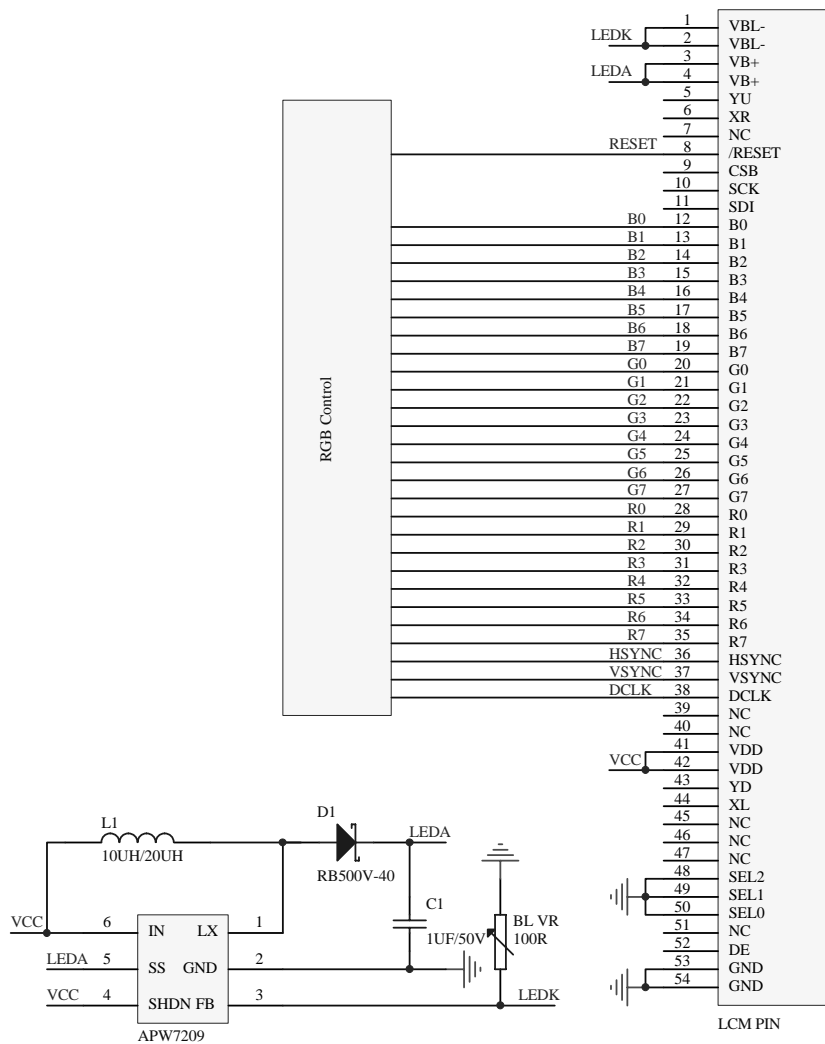 1 VBL-
LEDK 2 VBL-
3 VB+
LEDA 4 VB+
5 YU
6 XR
7 NC
RESET 8 /RESET
9 CSB
10 SCK
11 SDI
B0 12 B0
B1 13 B1
B2 14 B2
B3 15 B3
B4 16 B4
B5 17 B5
B6 18 B6
B7 19 B7
G0 20 G0
G1 21 G1
G2 22 G2
G3 23 G3
G4 24 G4
G5 25 G5
G6 26 G6
G7 27 G7
R0 28 R0
R1 29 R1
R2 30 R2
R3 31 R3
R4 32 R4
R5 33 R5
R6 34 R6
R7 35 R7
HSYNC 36 HSYNC
VSYNC 37 VSYNC
DCLK 38 DCLK
39 NC
40 NC
41 VDD
VCC 42 VDD
43 YD
44 XL
45 NC
46 NC
47 NC
48 SEL2
49 SEL1
50 SEL0
51 NC
52 DE
53 GND
54 GND
LCM PIN
RGB Control
L1
10UH/20UH
D1
RB500V-40
LEDA
C1
1UF/50V
BL VR
100R
VCC 6 IN LX 1
LEDA 5 SS GND 2
VCC 4 SHDN FB 3 LEDK
APW7209